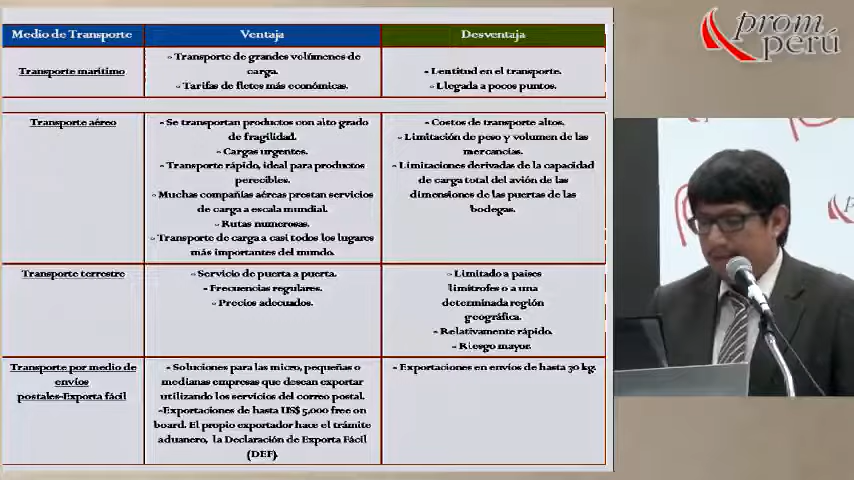 Medio de Transporte
Ventaja
Desventaja
Transporte marítimo
- Transporte de grandes volúmenes de
carga.
- Tarifas de fletes más económicas.
- Lentitud en el transporte.
- Llegada a pocos puntos.
Transporte aéreo
- Se transportan productos con alto grado
de fragilidad.
- Cargas urgentes.
- Transporte rápido, ideal para productos
perecibles.
- Muchas compañías aéreas prestan servicios
de carga a escala mundial.
- Rutas numerosas.
- Transporte de carga a casi todos los lugares
más importantes del mundo.
- Costos de transporte altos.
- Limitación de peso y volumen de las
mercancías.
- Limitaciones derivadas de la capacidad
de carga total del avión de las
dimensiones de las puertas de las
bodegas.
Transporte terrestre
- Servicio de puerta a puerta.
- Frecuencias regulares.
- Precios adecuados.
- Limitado a países
limítrofes o a una
determinada región
geográfica.
- Relativamente rápido.
- Riesgo mayor.
Transporte por medio de
envíos
postales-Exporta fácil
- Soluciones para las micro, pequeñas o
medianas empresas que desean exportar
utilizando los servicios del correo postal.
-Exportaciones de hasta US$ 5,000 free on
board. El propio exportador hace el trámite
aduanero, la Declaración de Exporta Fácil
(DEF).
- Exportaciones en envíos de hasta 30 kg.
prom
perú